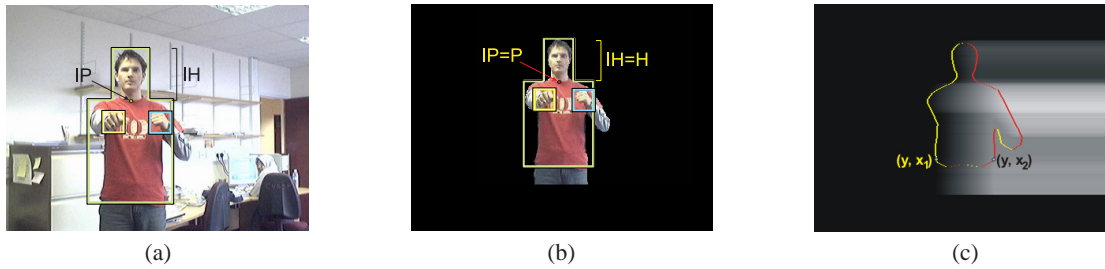 IP
IH
IP=P
IH=H
(y, x₁)
(y, x₂)
(a)
(b)
(c)